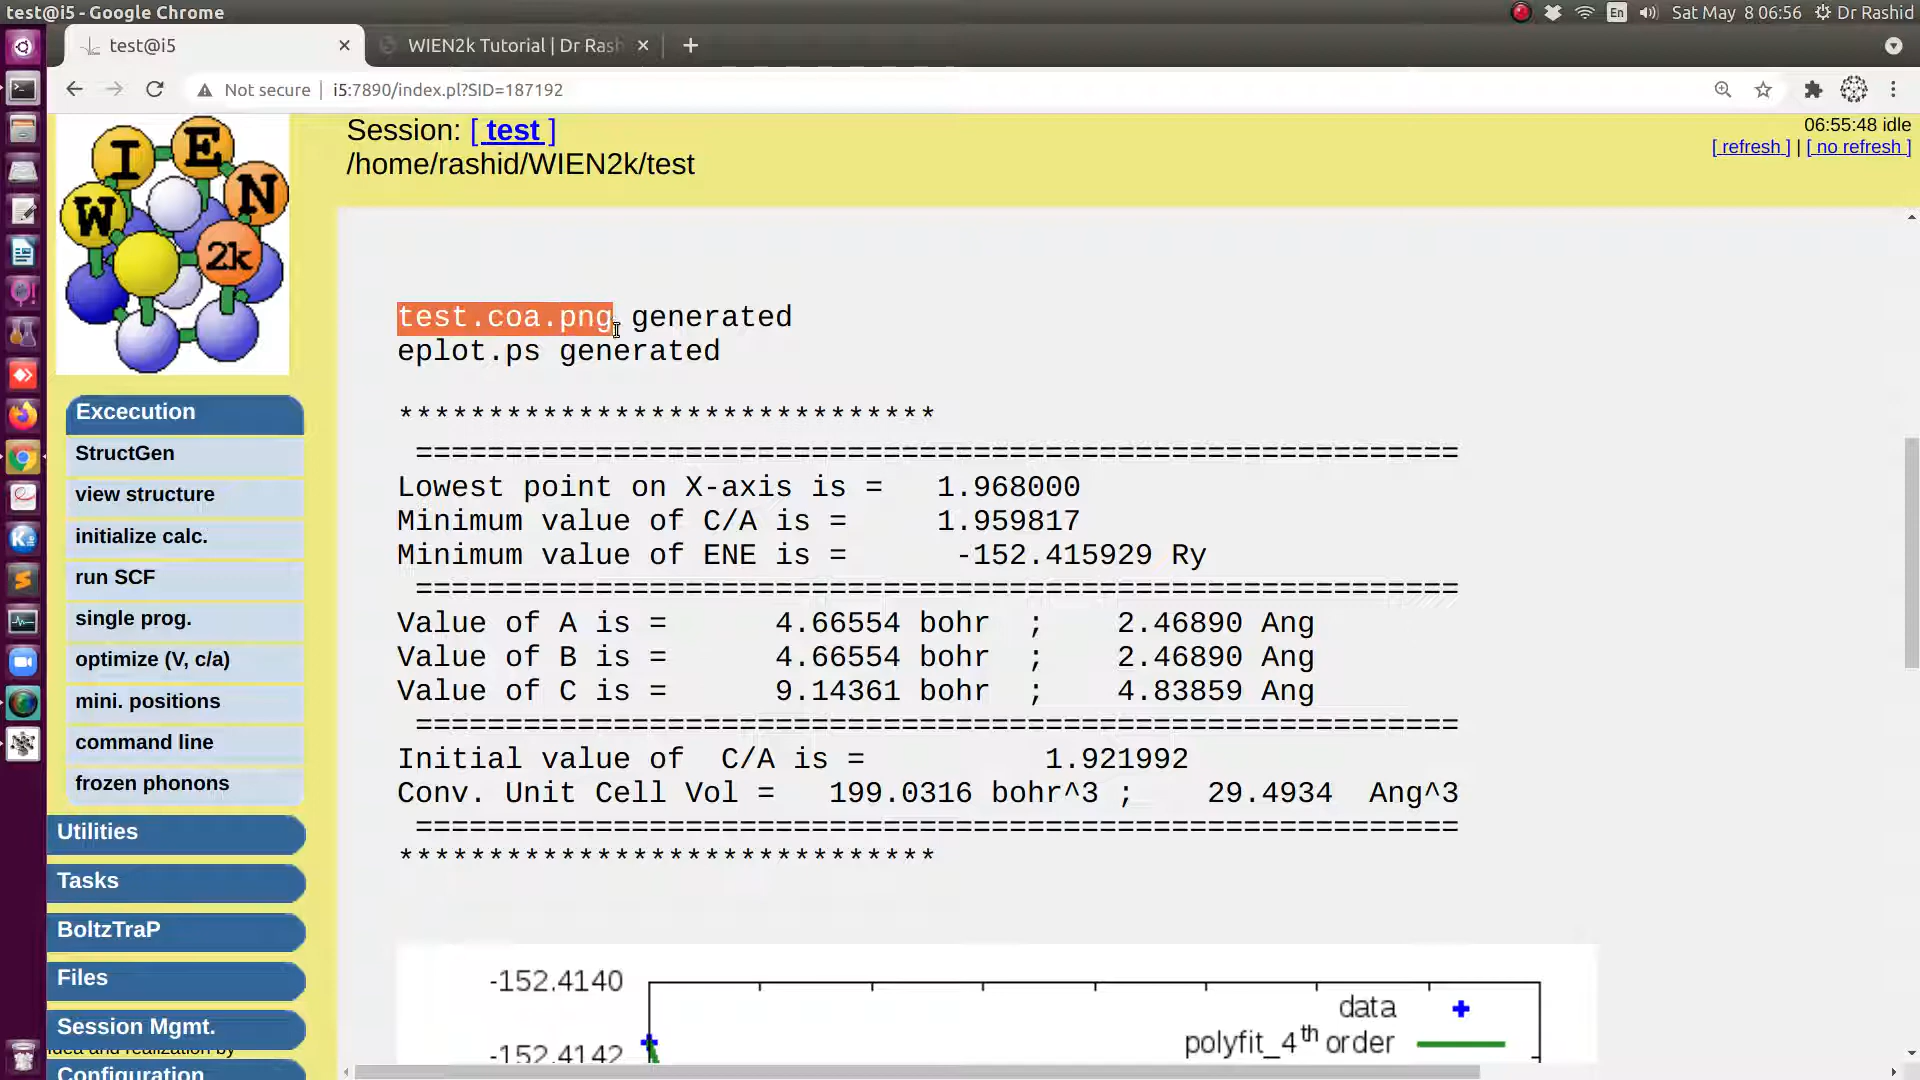 test@i5 - Google Chrome
En
Sat May 8 06:56
Dr Rashid
test@i5
WIEN2k Tutorial | Dr Rash
Not secure | i5:7890/index.pl?SID=187192
W I E N 2k
Session: [ test ]
/home/rashid/WIEN2k/test
06:55:48 idle
[ refresh ] | [ no refresh ]
Excecution
StructGen
view structure
initialize calc.
run SCF
single prog.
optimize (V, c/a)
mini. positions
command line
frozen phonons
Utilities
Tasks
BoltzTraP
Files
Session Mgmt.
idea and realization by
Configuration
test.coa.png generated
eplot.ps generated
******************************
==========================================================
Lowest point on X-axis is = 1.968000
Minimum value of C/A is = 1.959817
Minimum value of ENE is = -152.415929 Ry
==========================================================
Value of A is = 4.66554 bohr ; 2.46890 Ang
Value of B is = 4.66554 bohr ; 2.46890 Ang
Value of C is = 9.14361 bohr ; 4.83859 Ang
==========================================================
Initial value of C/A is = 1.921992
Conv. Unit Cell Vol = 199.0316 bohr^3 ; 29.4934 Ang^3
==========================================================
******************************
-152.4140
data
polyfit_4th order
-152.4142